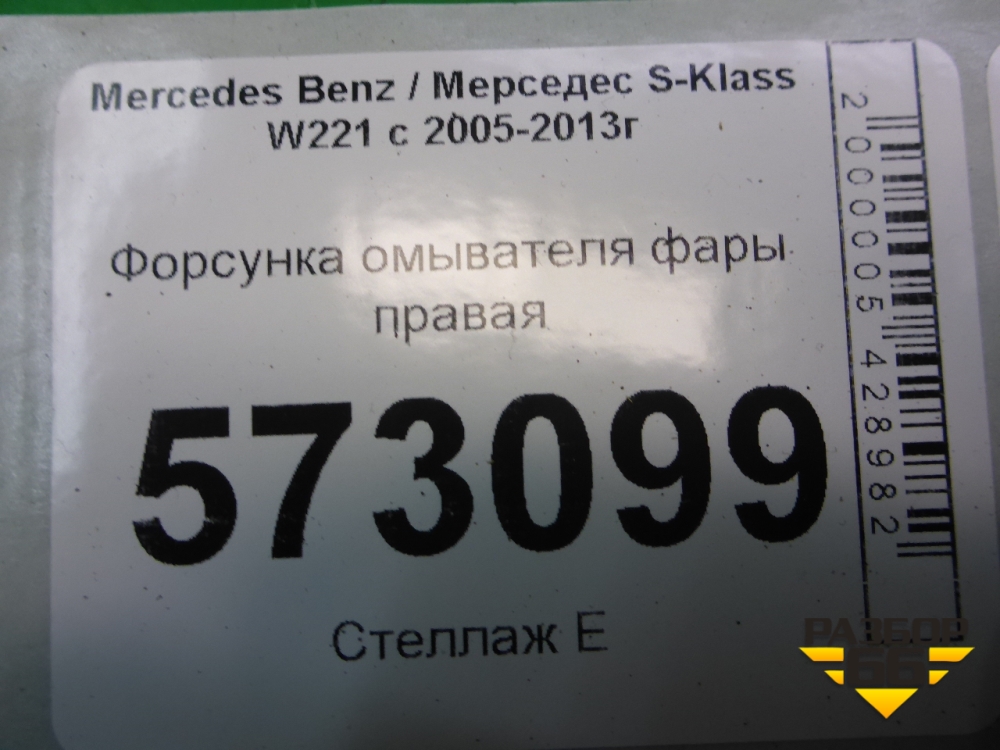 Mercedes Benz / Мерседес S-Klass
W221 с 2005-2013г
Форсунка омывателя фары
правая
573099
Стеллаж Е
2000005428982
РАЗБОР
66